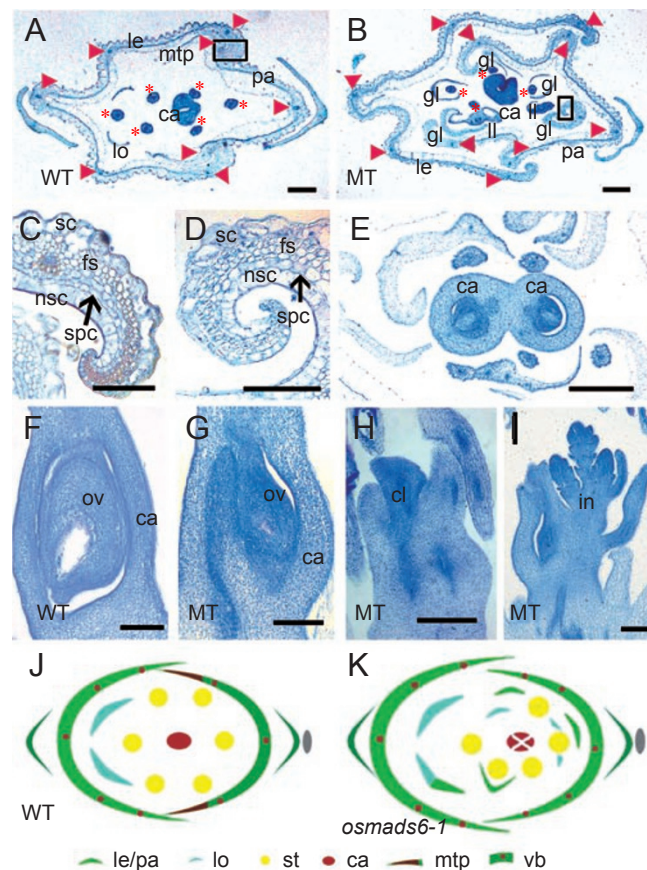 A
le
mtp
pa
*
*
*
ca
*
*
*
lo
WT
B
gl
*
gl
gl
*
*
ca
*
ll
gl
ll
gl
le
pa
MT
C
sc
fs
nsc
spc
D
sc
fs
nsc
spc
E
ca
ca
F
ov
ca
WT
G
ov
ca
MT
H
cl
MT
I
in
MT
J
WT
K
osmads6-1
le/pa lo st ca mtp vb